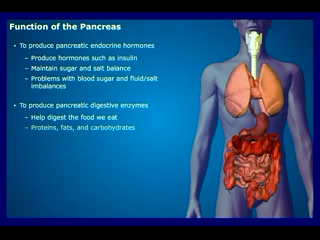 Function of the Pancreas
• To produce pancreatic endocrine hormones
– Produce hormones such as insulin
– Maintain sugar and salt balance
– Problems with blood sugar and fluid/salt
imbalances
• To produce pancreatic digestive enzymes
– Help digest the food we eat
– Proteins, fats, and carbohydrates